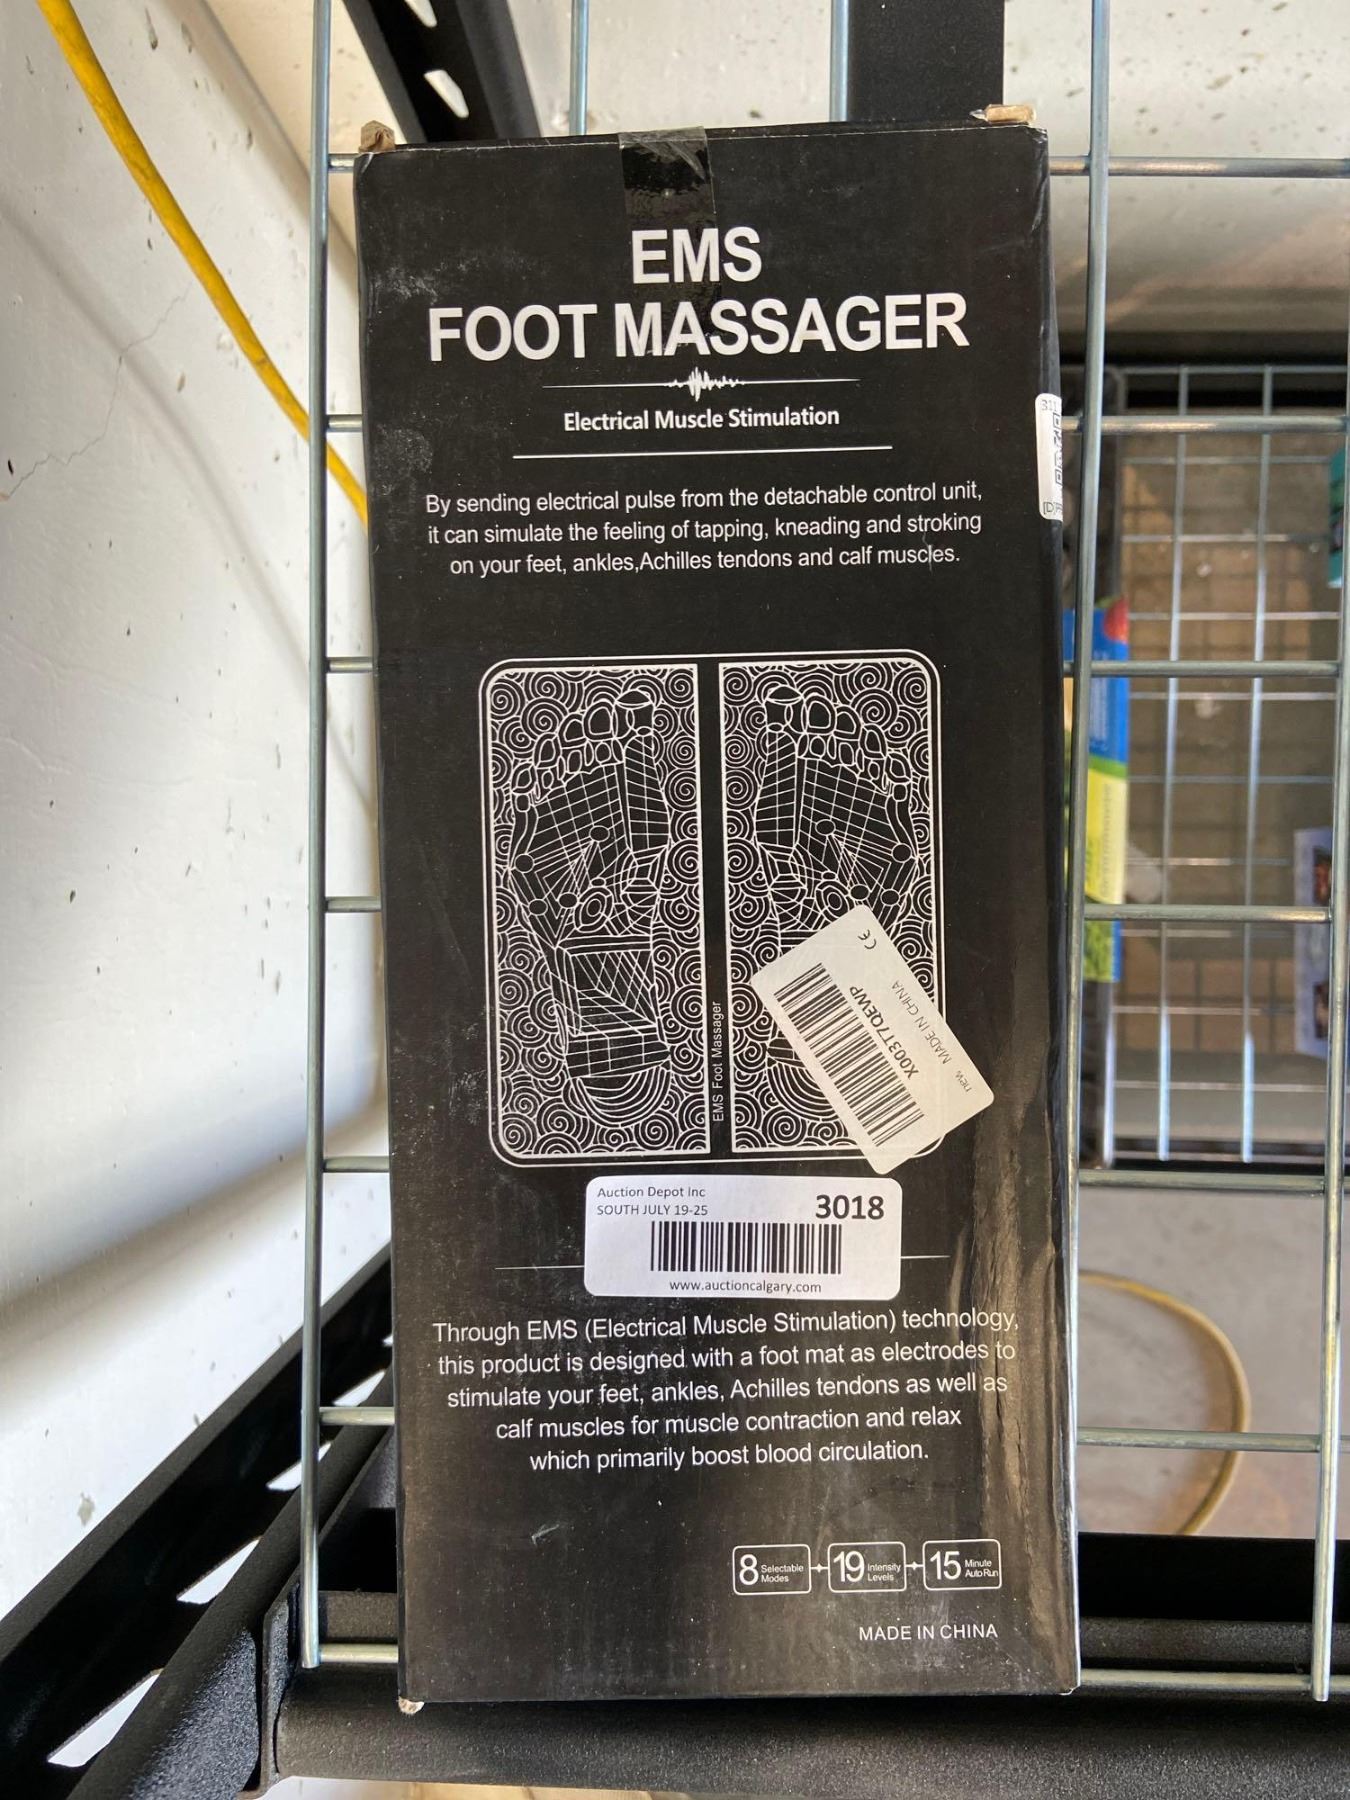 EMS
FOOT MASSAGER
Electrical Muscle Stimulation
By sending electrical pulse from the detachable control unit,
it can simulate the feeling of tapping, kneading and stroking
on your feet, ankles,Achilles tendons and calf muscles.
311
EMS Foot Massager
CE
X003T7QEWP
MADE IN CHINA
new
Auction Depot Inc
SOUTH JULY 19-25
3018
www.auctioncalgary.com
Through EMS (Electrical Muscle Stimulation) technology,
this product is designed with a foot mat as electrodes to
stimulate your feet, ankles, Achilles tendons as well as
calf muscles for muscle contraction and relax
which primarily boost blood circulation.
8 Selectable Modes
19 Intensity Levels
15 Minute Auto Run
MADE IN CHINA